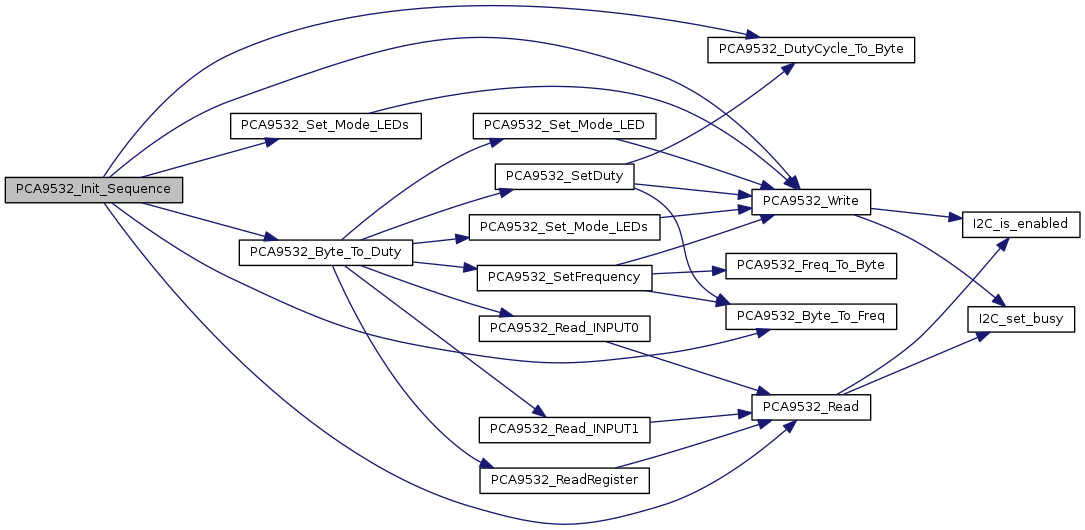 PCA9532_DutyCycle_To_Byte
PCA9532_Set_Mode_LEDs
PCA9532_Set_Mode_LED
PCA9532_Init_Sequence
PCA9532_SetDuty
PCA9532_Write
PCA9532_Set_Mode_LEDs
I2C_is_enabled
PCA9532_Byte_To_Duty
PCA9532_SetFrequency
PCA9532_Freq_To_Byte
PCA9532_Read_INPUT0
PCA9532_Byte_To_Freq
I2C_set_busy
PCA9532_Read
PCA9532_Read_INPUT1
PCA9532_ReadRegister